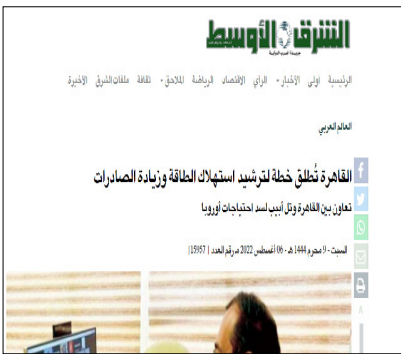 الشرق الأوسط
جريدة العرب الدولية
الرئيسية أولى الأخبار الرأي الاقتصاد الرياضة الملاحق ثقافة ملفات الشرق الأخيرة
العالم العربي
القاهرة تُطلق خطة لترشيد استهلاك الطاقة وزيادة الصادرات
تعاون بين القاهرة وتل أبيب لسد احتياجات أوروبا
السبت - 9 محرم 1444 هـ - 06 أغسطس 2022 مـ رقم العدد [15957]